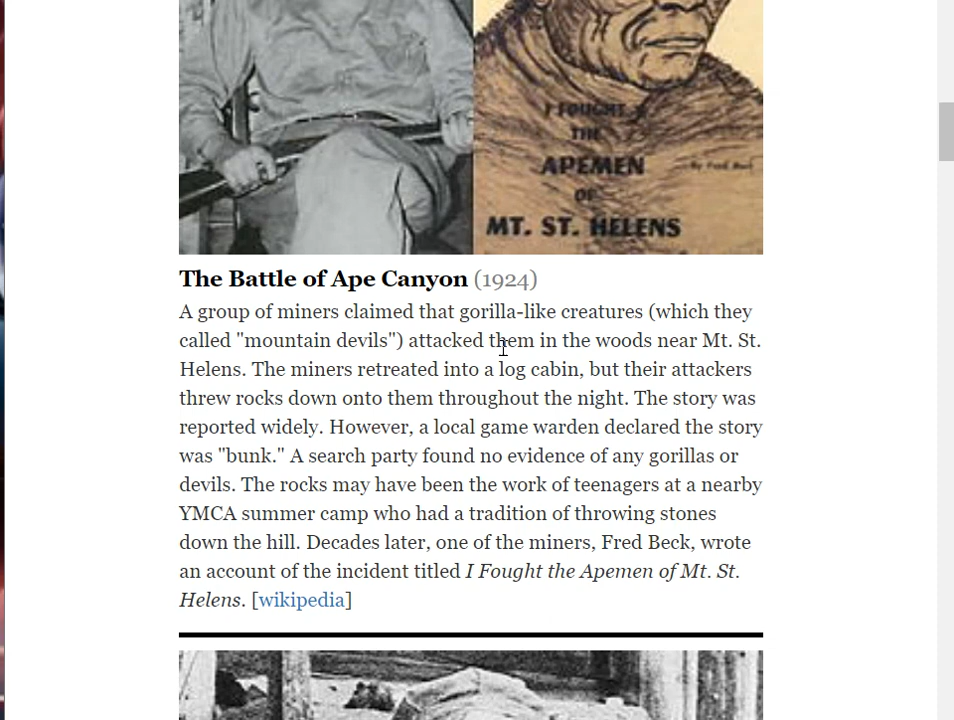 I FOUGHT
THE
APEMEN
by Fred Beck
OF
MT. ST. HELENS
The Battle of Ape Canyon (1924)
A group of miners claimed that gorilla-like creatures (which they
called "mountain devils") attacked them in the woods near Mt. St.
Helens. The miners retreated into a log cabin, but their attackers
threw rocks down onto them throughout the night. The story was
reported widely. However, a local game warden declared the story
was "bunk." A search party found no evidence of any gorillas or
devils. The rocks may have been the work of teenagers at a nearby
YMCA summer camp who had a tradition of throwing stones
down the hill. Decades later, one of the miners, Fred Beck, wrote
an account of the incident titled I Fought the Apemen of Mt. St.
Helens. [wikipedia]